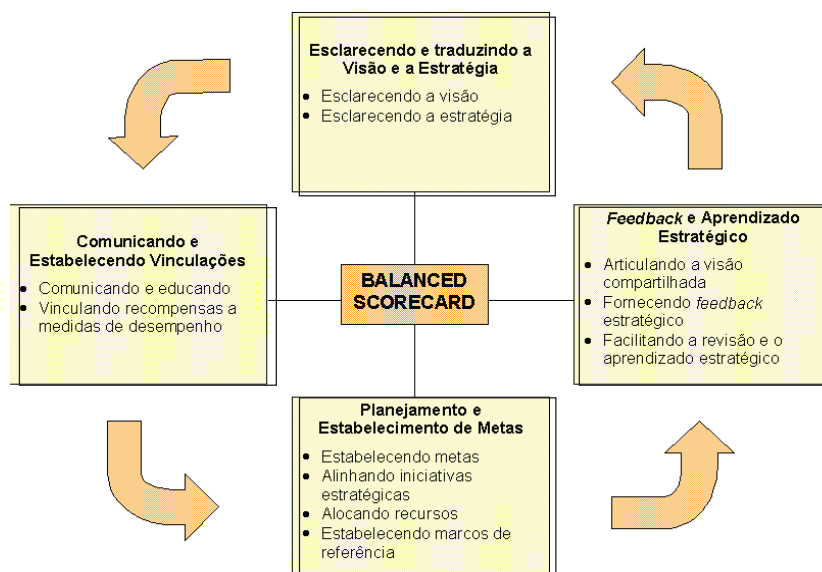 Esclarecendo e traduzindo a
Visão e a Estratégia
• Esclarecendo a visão
• Esclarecendo a estratégia
Comunicando e
Estabelecendo Vinculações
• Comunicando e educando
• Vinculando recompensas a
medidas de desempenho
BALANCED
SCORECARD
Feedback e Aprendizado
Estratégico
• Articulando a visão
compartilhada
• Fornecendo feedback
estratégico
• Facilitando a revisão e o
aprendizado estratégico
Planejamento e
Estabelecimento de Metas
• Estabelecendo metas
• Alinhando iniciativas
estratégicas
• Alocando recursos
• Estabelecendo marcos de
referência